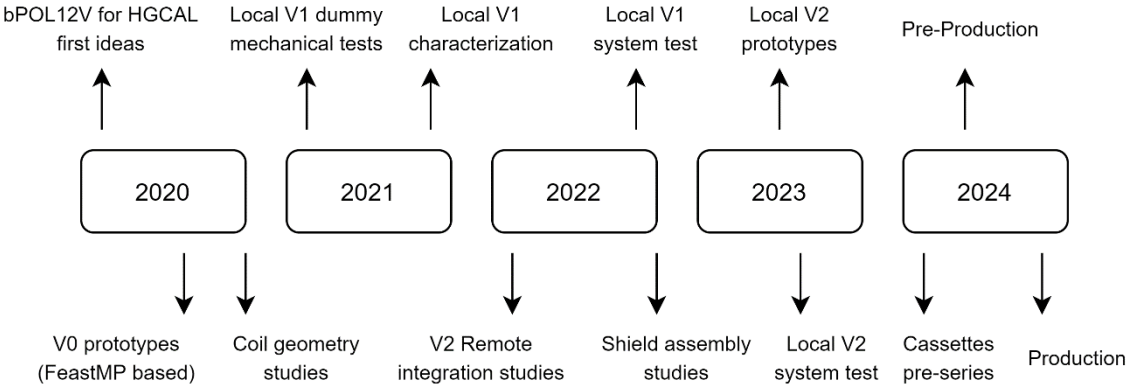 bPOL12V for HGCAL
first ideas
Local V1 dummy
mechanical tests
Local V1
characterization
Local V1
system test
Local V2
prototypes
Pre-Production
2020
2021
2022
2023
2024
V0 prototypes
(FeastMP based)
Coil geometry
studies
V2 Remote
integration studies
Shield assembly
studies
Local V2
system test
Cassettes
pre-series
Production